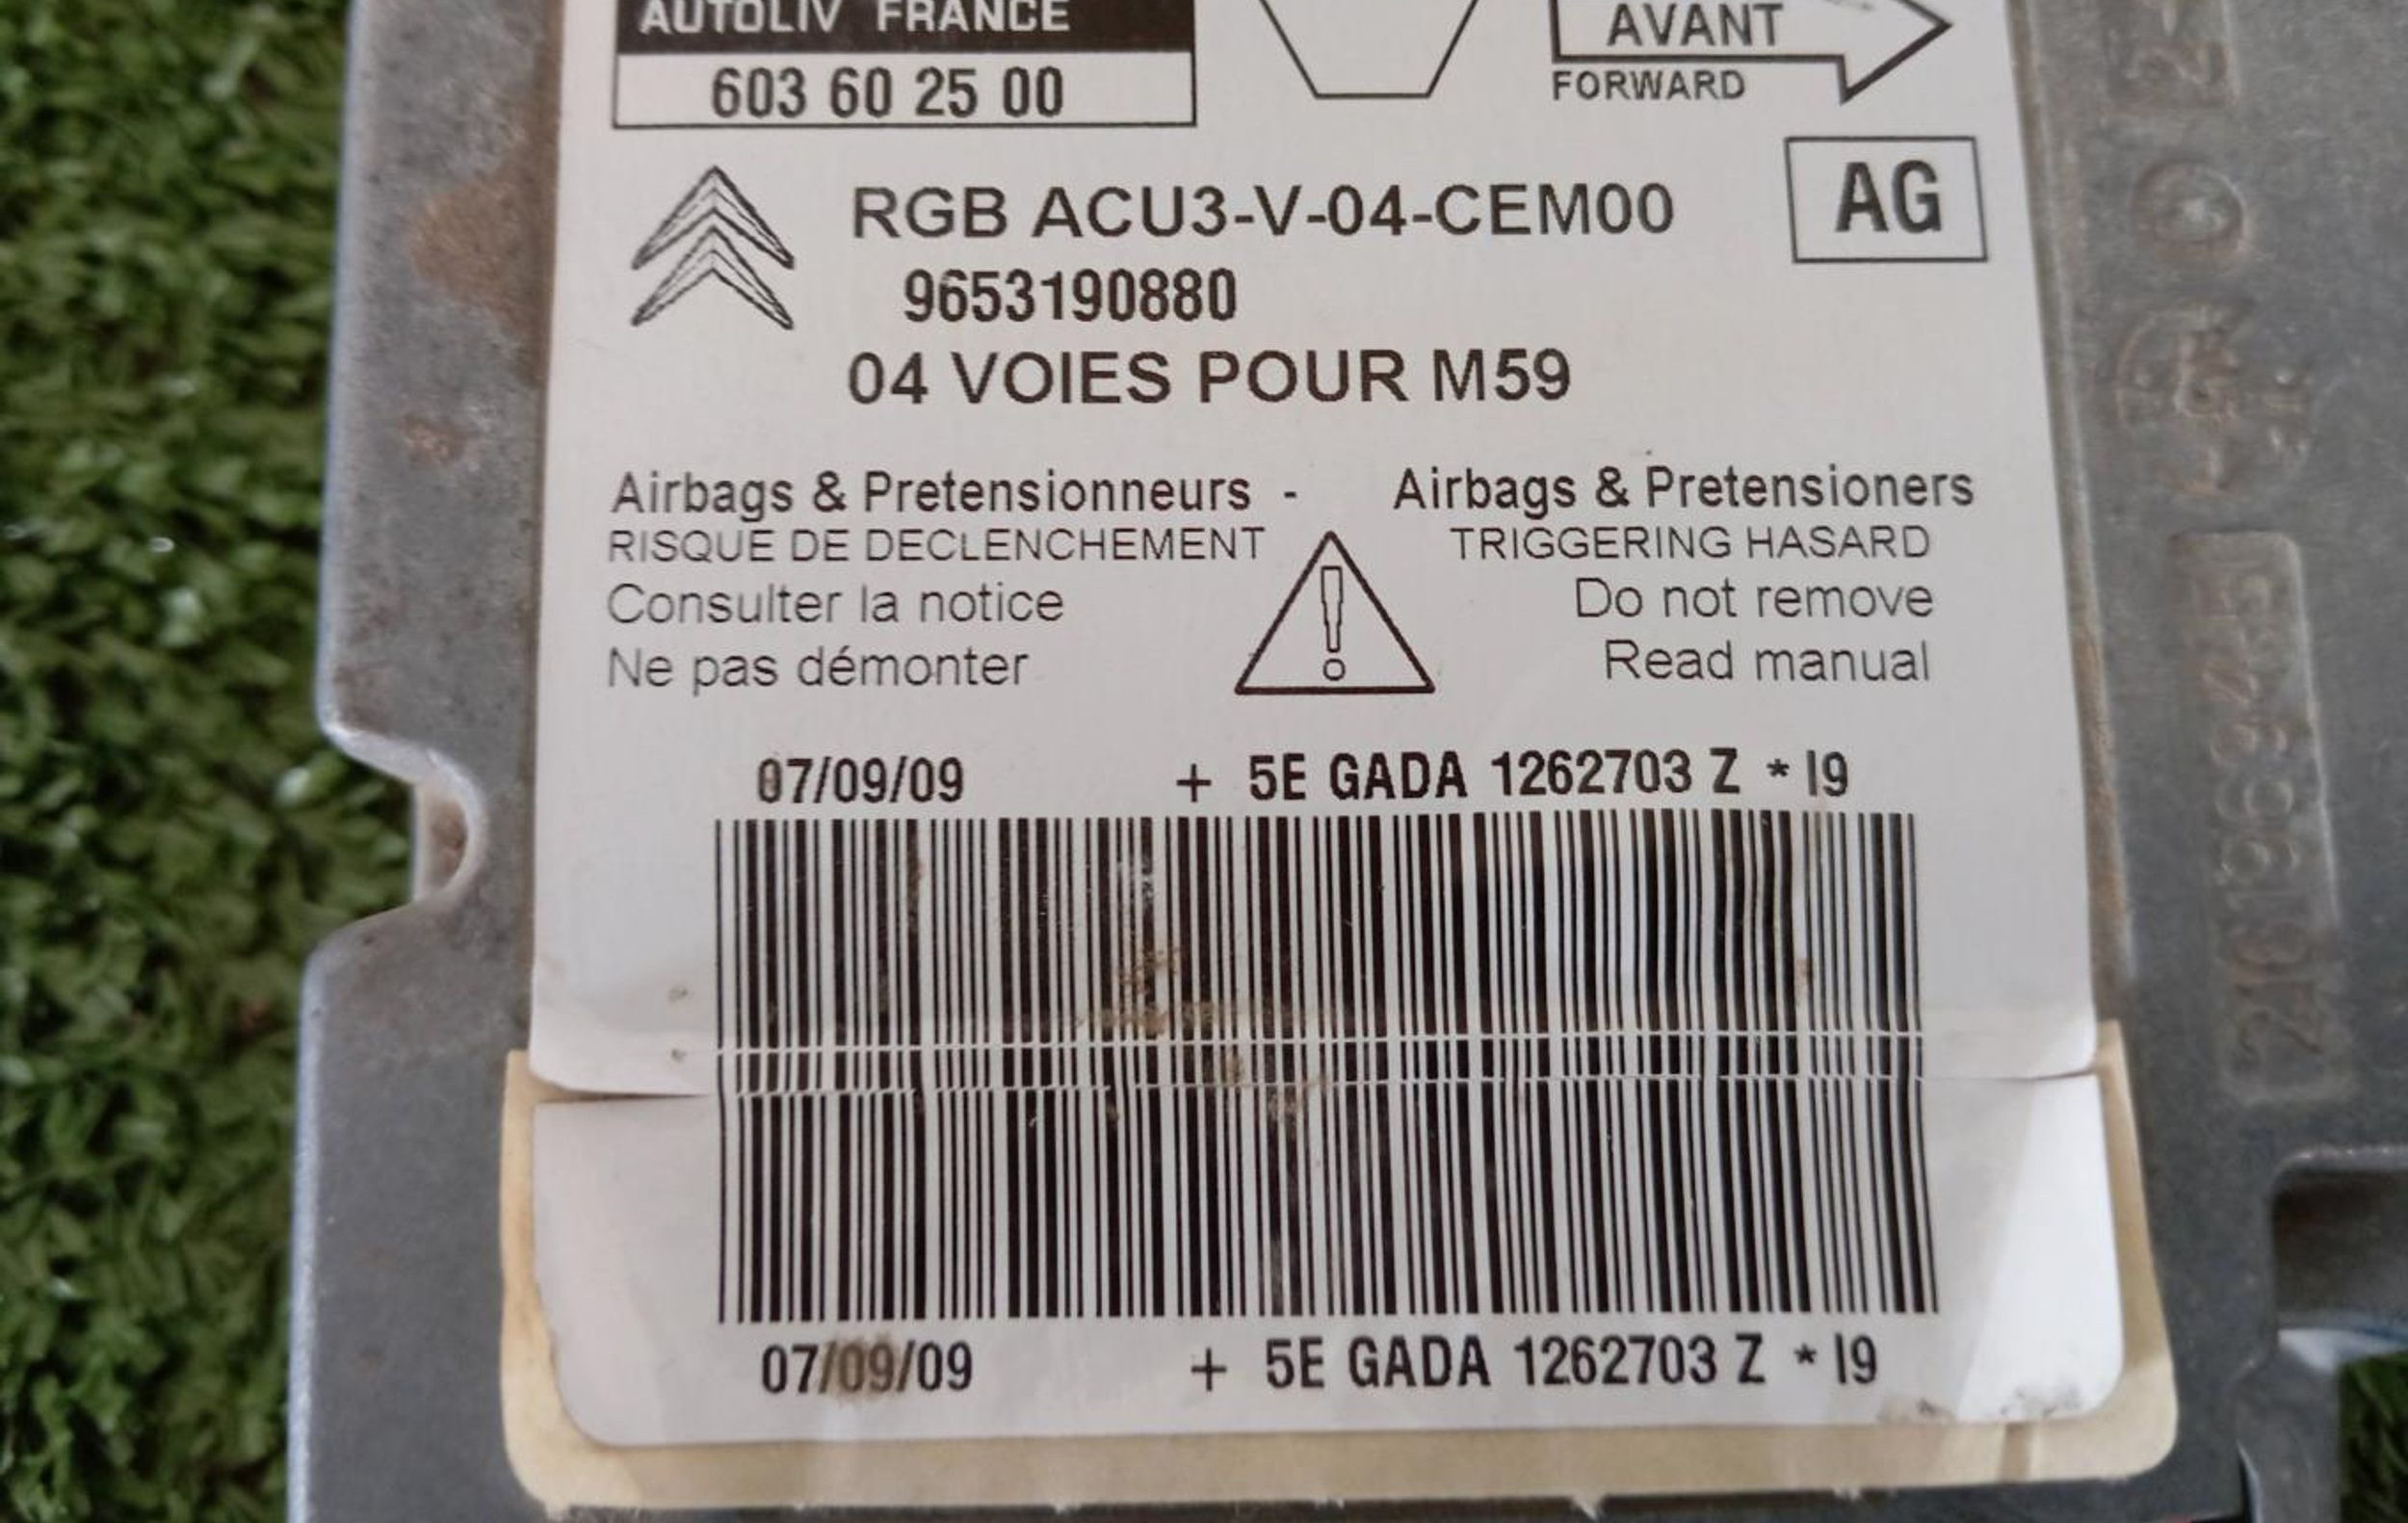 AUTOLIV FRANCE
603 60 25 00
AVANT
FORWARD
AG
RGB ACU3-V-04-CEM00
9653190880
04 VOIES POUR M59
Airbags & Pretensionneurs - Airbags & Pretensioners
RISQUE DE DECLENCHEMENT TRIGGERING HASARD
Consulter la notice Do not remove
Ne pas démonter Read manual
07/09/09 + 5E GADA 1262703 Z * I9
07/09/09 + 5E GADA 1262703 Z * I9